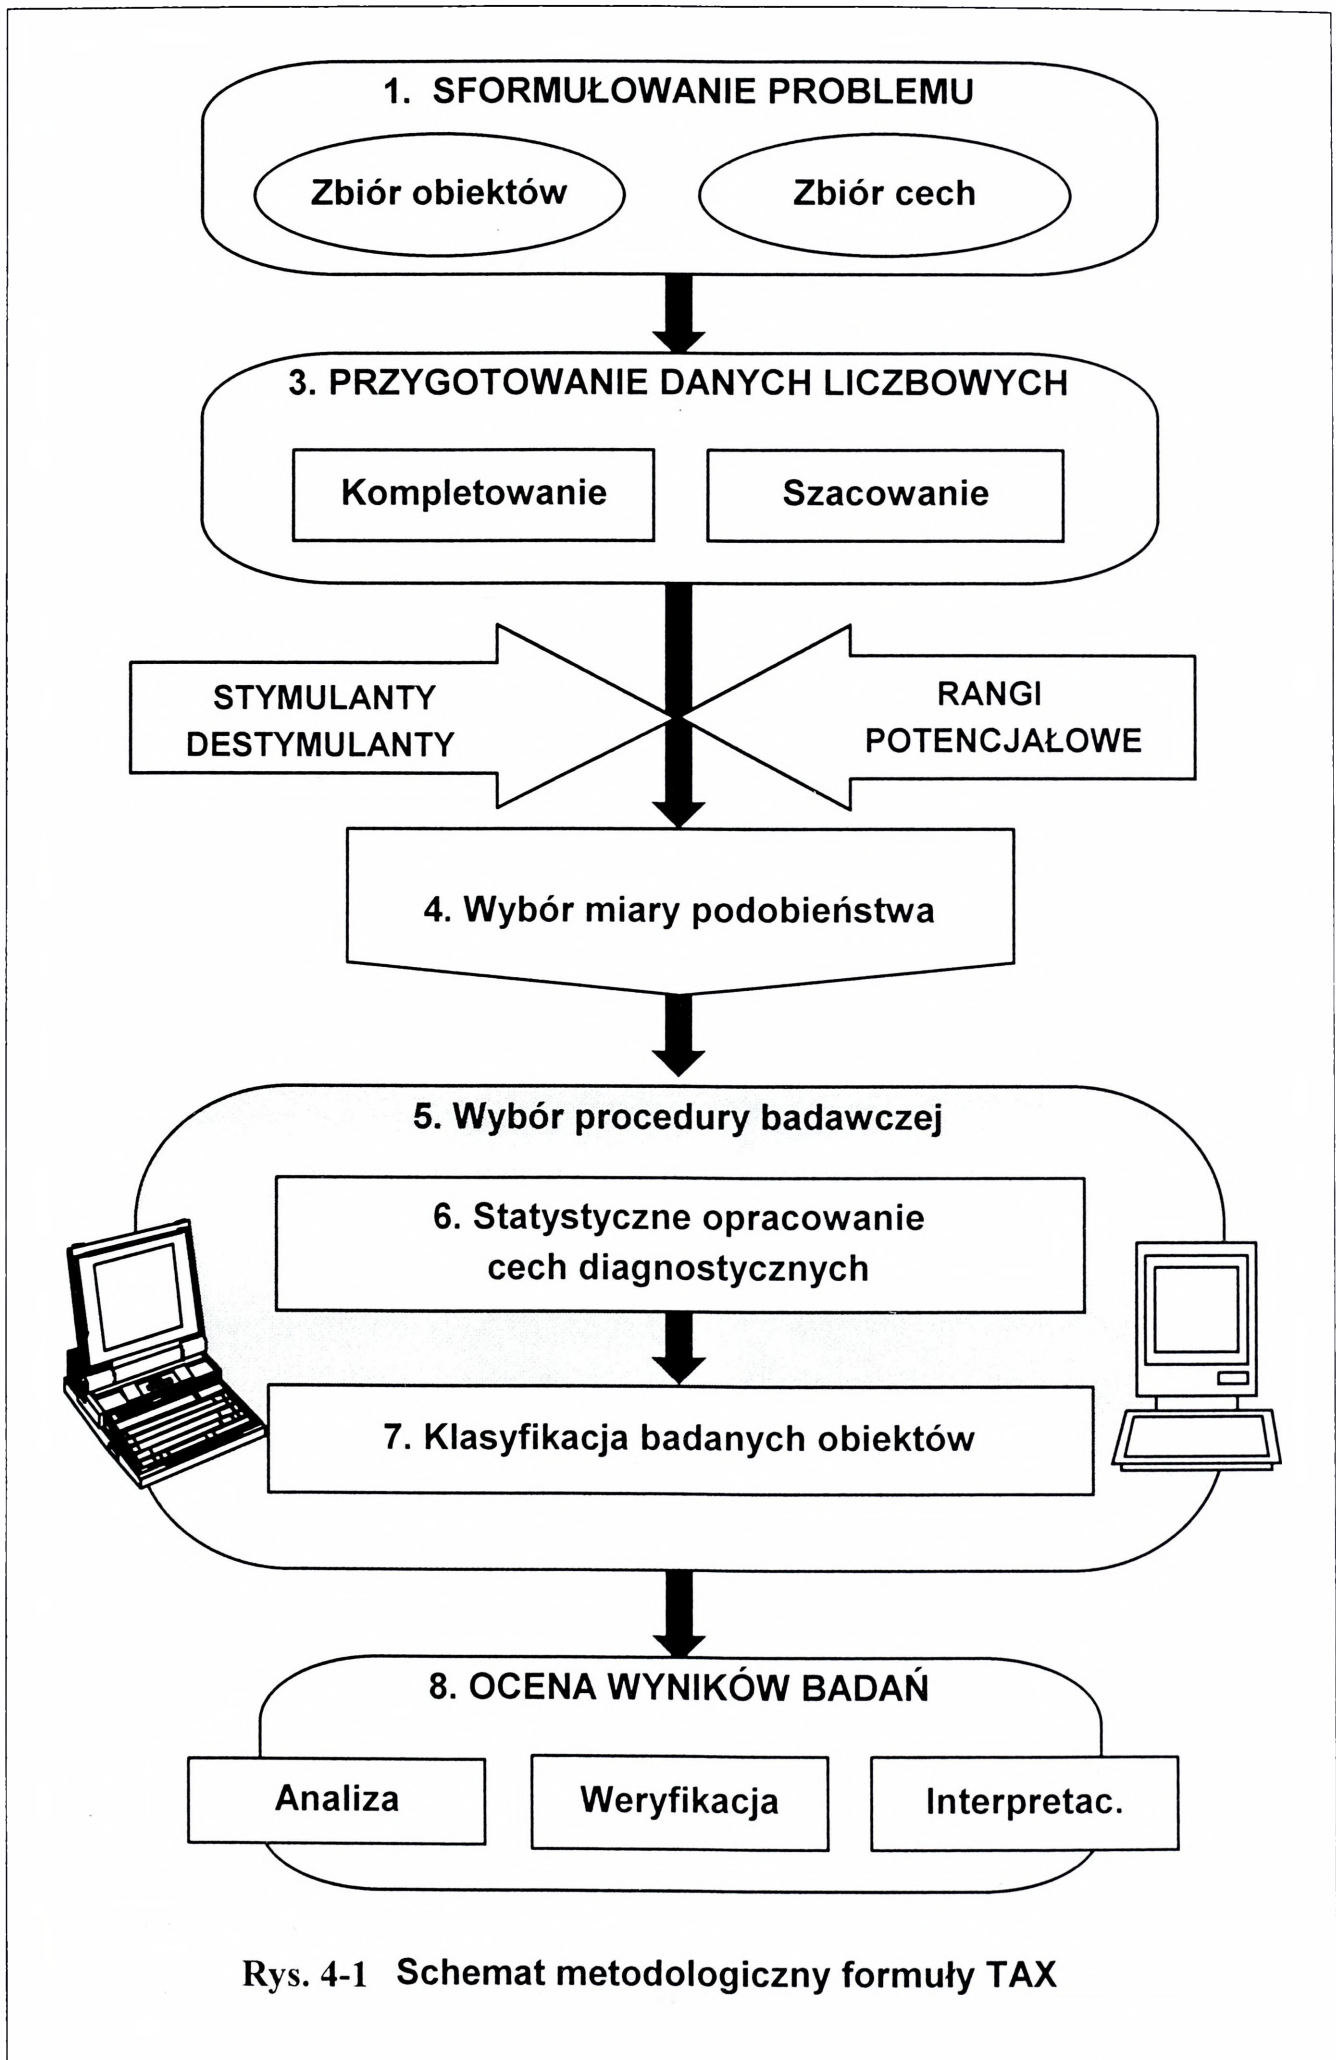 1. SFORMUŁOWANIE PROBLEMU
Zbiór obiektów
Zbiór cech
3. PRZYGOTOWANIE DANYCH LICZBOWYCH
Kompletowanie
Szacowanie
STYMULANTY
DESTYMULANTY
RANGI
POTENCJAŁOWE
4. Wybór miary podobieństwa
5. Wybór procedury badawczej
6. Statystyczne opracowanie
cech diagnostycznych
7. Klasyfikacja badanych obiektów
8. OCENA WYNIKÓW BADAŃ
Analiza
Weryfikacja
Interpretac.
Rys. 4-1 Schemat metodologiczny formuły TAX